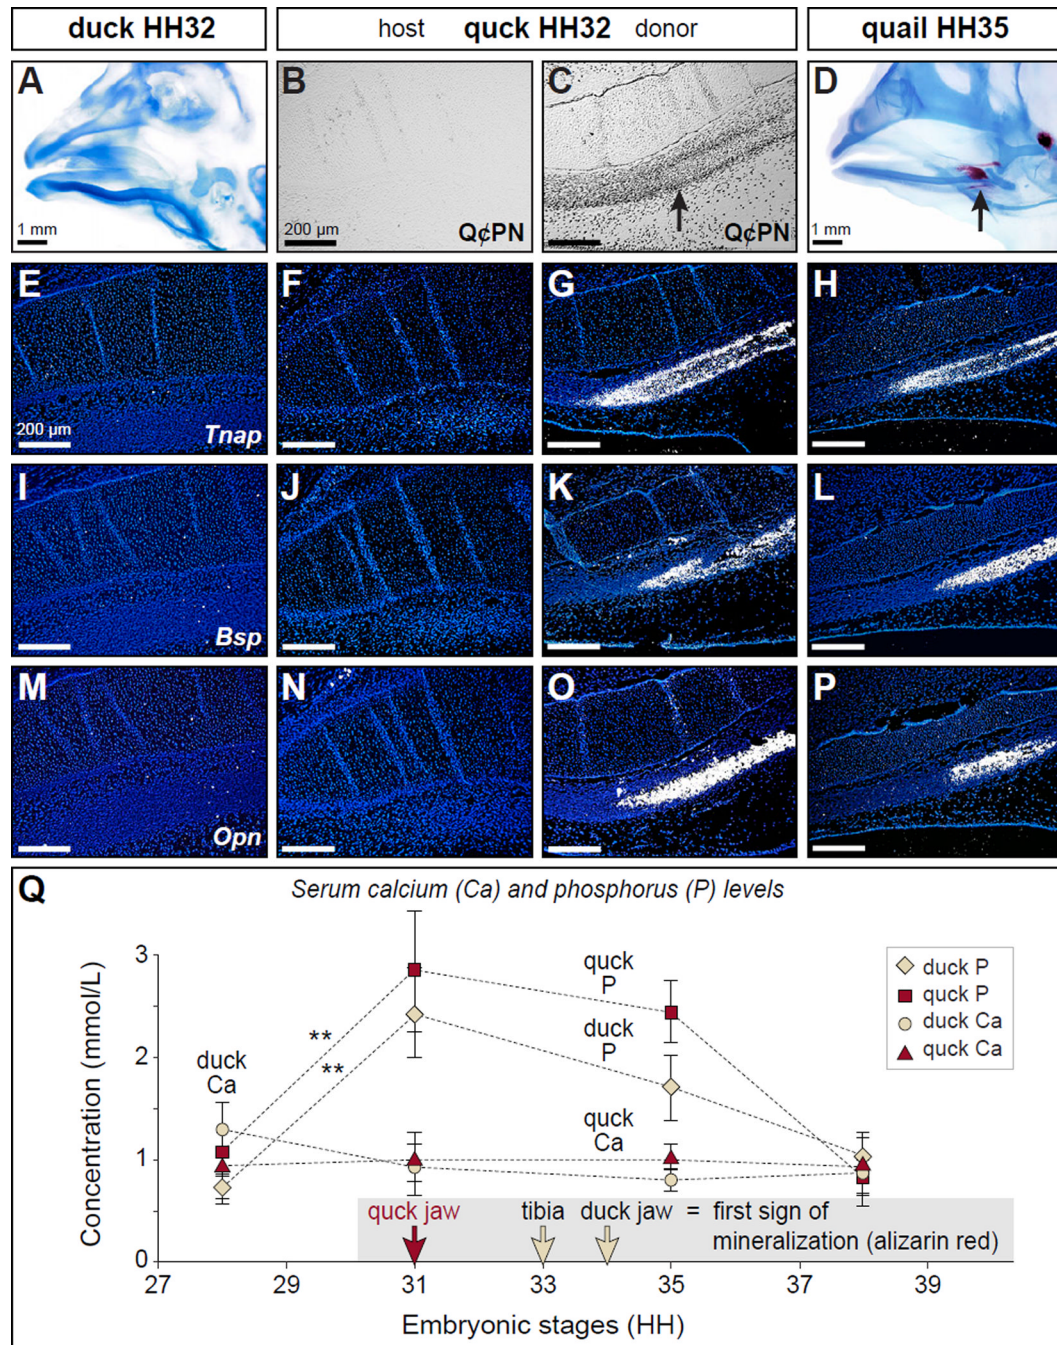 duck HH32
host quck HH32 donor
quail HH35
A
1 mm
B
200 µm
Q¢PN
C
Q¢PN
D
1 mm
E
200 µm
Tnap
F
G
H
I
Bsp
J
K
L
M
Opn
N
O
P
Q
Serum calcium (Ca) and phosphorus (P) levels
Concentration (mmol/L)
3
2
1
0
duck
Ca
**
**
quck
P
duck
P
quck
Ca
duck P
quck P
duck Ca
quck Ca
quck jaw
tibia duck jaw = first sign of
mineralization (alizarin red)
27 29 31 33 35 37 39
Embryonic stages (HH)